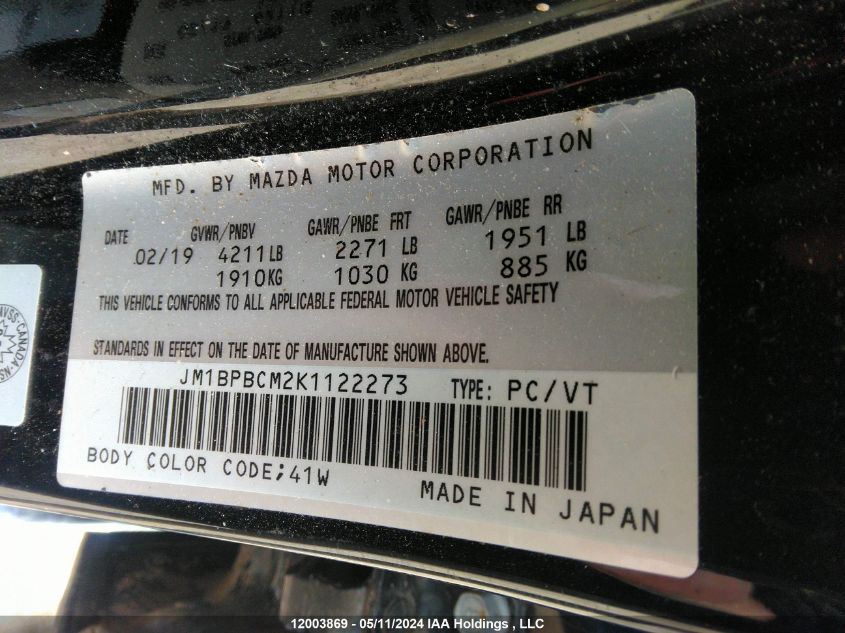 MFD. BY MAZDA MOTOR CORPORATION
DATE GVWR/PNBV GAWR/PNBE FRT GAWR/PNBE RR
02/19 4211LB 2271 LB 1951 LB
1910KG 1030 KG 885 KG
THIS VEHICLE CONFORMS TO ALL APPLICABLE FEDERAL MOTOR VEHICLE SAFETY
STANDARDS IN EFFECT ON THE DATE OF MANUFACTURE SHOWN ABOVE.
JM1BPBCM2K1122273 TYPE: PC/VT
BODY COLOR CODE;41W
MADE IN JAPAN
CANADA
12003869 - 05/11/2024 IAA Holdings , LLC